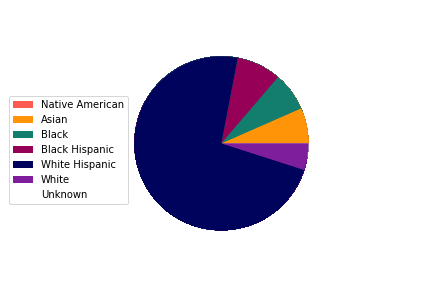 Native American
Asian
Black
Black Hispanic
White Hispanic
White
Unknown